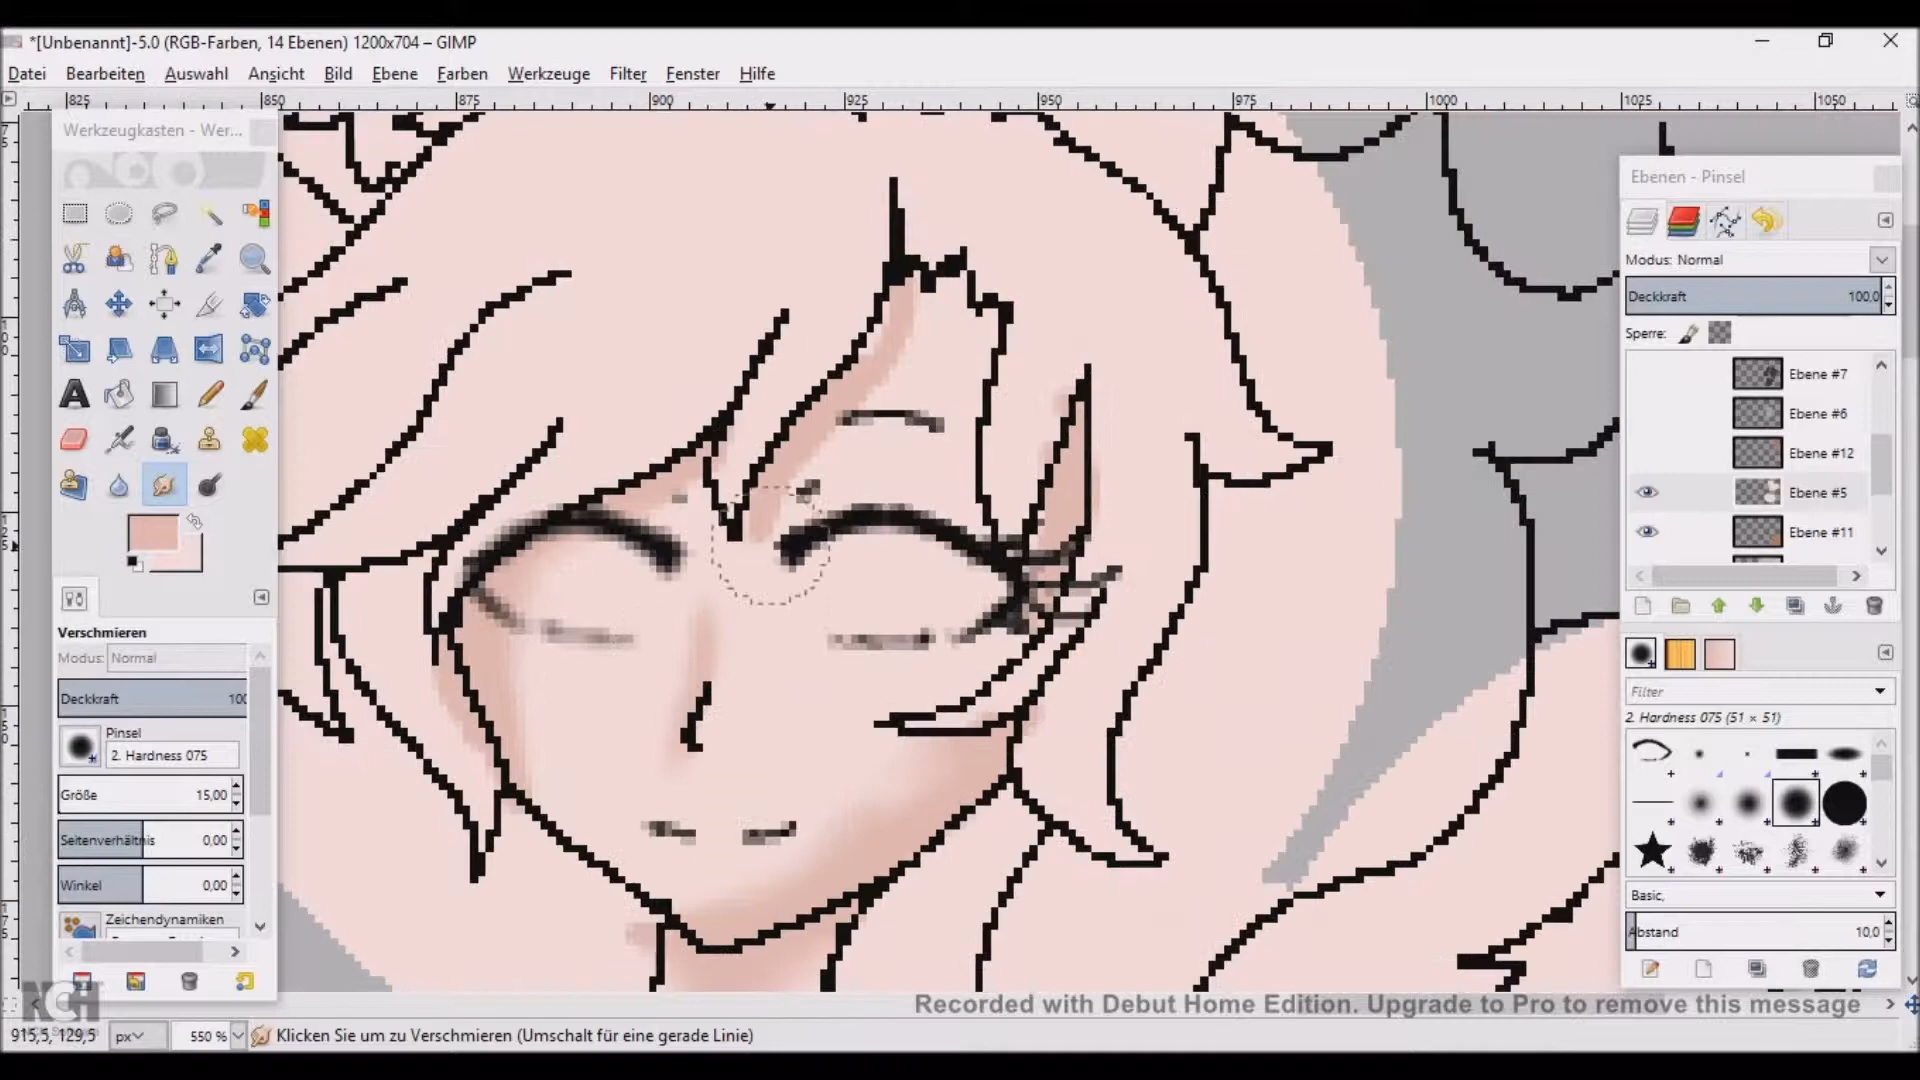 *[Unbenannt]-5.0 (RGB-Farben, 14 Ebenen) 1200x704 – GIMP
Datei Bearbeiten Auswahl Ansicht Bild Ebene Farben Werkzeuge Filter Fenster Hilfe
825 850 875 900 925 950 975 1000 1025 1050
Werkzeugkasten - Wer...
Ebenen - Pinsel
Modus: Normal
Deckkraft 100,0
Sperre:
Ebene #7
Ebene #6
Ebene #12
Ebene #5
Ebene #11
Verschmieren
Modus: Normal
Deckkraft 100
Pinsel
2. Hardness 075
Größe 15,00
Seitenverhältnis 0,00
Winkel 0,00
Zeichendynamiken
Filter
2. Hardness 075 (51 × 51)
Basic,
Abstand 10,0
NCH
Recorded with Debut Home Edition. Upgrade to Pro to remove this message
915,5, 129,5 px 550 % Klicken Sie um zu Verschmieren (Umschalt für eine gerade Linie)